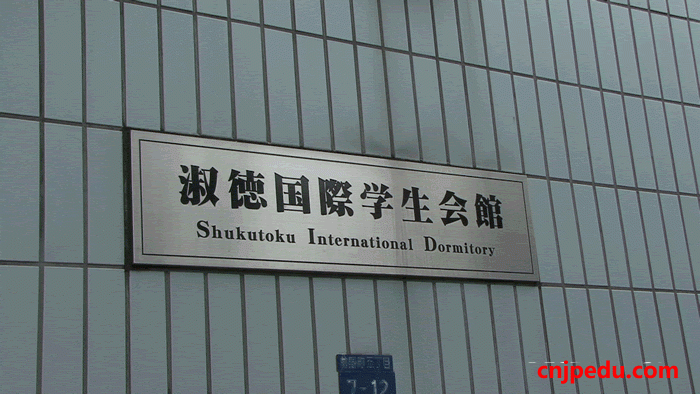 淑徳国際学生会館
Shukutoku International Dormitory
7-12
cnjpedu.com